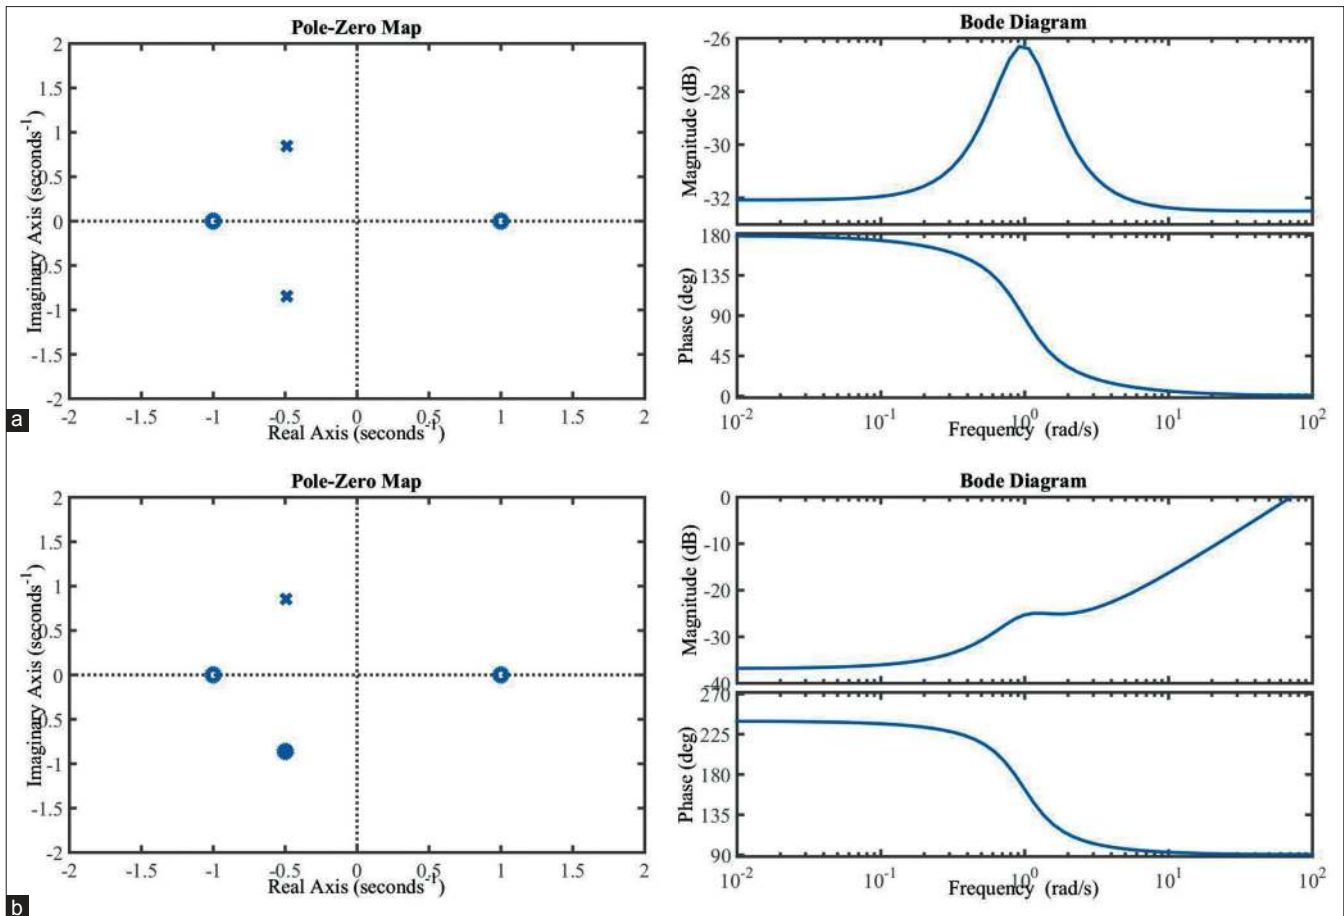 Pole-Zero Map
2
1.5
1
0.5
0
-0.5
-1
-1.5
-2
Imaginary Axis (seconds-1)
-2 -1.5 -1 -0.5 0 0.5 1 1.5 2
Real Axis (seconds-1)
a
Bode Diagram
-26
-28
-30
-32
Magnitude (dB)
180
135
90
45
0
Phase (deg)
10-2 10-1 100 101 102
Frequency (rad/s)
Pole-Zero Map
2
1.5
1
0.5
0
-0.5
-1
-1.5
-2
Imaginary Axis (seconds-1)
-2 -1.5 -1 -0.5 0 0.5 1 1.5 2
Real Axis (seconds-1)
b
Bode Diagram
0
-10
-20
-30
-40
Magnitude (dB)
270
225
180
135
90
Phase (deg)
10-2 10-1 100 101 102
Frequency (rad/s)